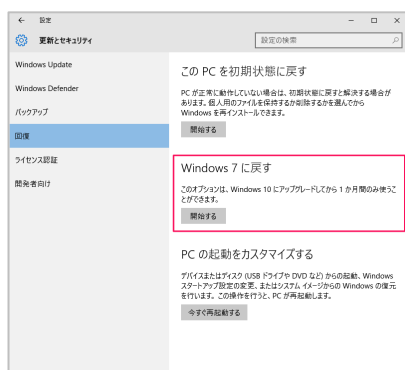 設定
更新とセキュリティ
設定の検索
Windows Update
Windows Defender
バックアップ
回復
ライセンス認証
開発者向け
この PC を初期状態に戻す
PC が正常に動作していない場合は、初期状態に戻すと解決する場合が
あります。個人用のファイルを保持するか削除するかを選んでから
Windows を再インストールできます。
開始する
Windows 7 に戻す
このオプションは、Windows 10 にアップグレードしてから 1 か月間のみ使うこ
とができます。
開始する
PC の起動をカスタマイズする
デバイスまたはディスク (USB ドライブや DVD など) からの起動、Windows
スタートアップ設定の変更、またはシステム イメージからの Windows の復元
を行います。この操作を行うと、PC が再起動します。
今すぐ再起動する